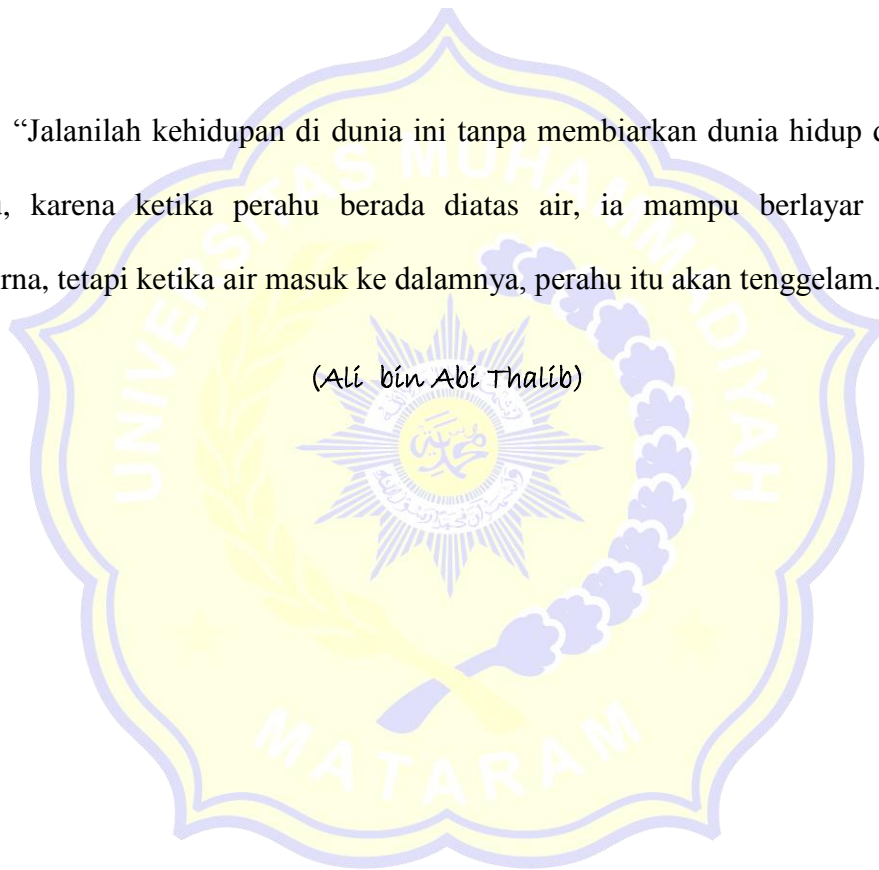 “Jalanilah kehidupan di dunia ini tanpa membiarkan dunia hidup
karena ketika perahu berada diatas air, ia mampu berlayar
tetapi ketika air masuk ke dalamnya, perahu itu akan tenggelam.
(Ali bin Abi Thalib)
UNIVERSITAS MUHAMMADIYAH
MATARAM